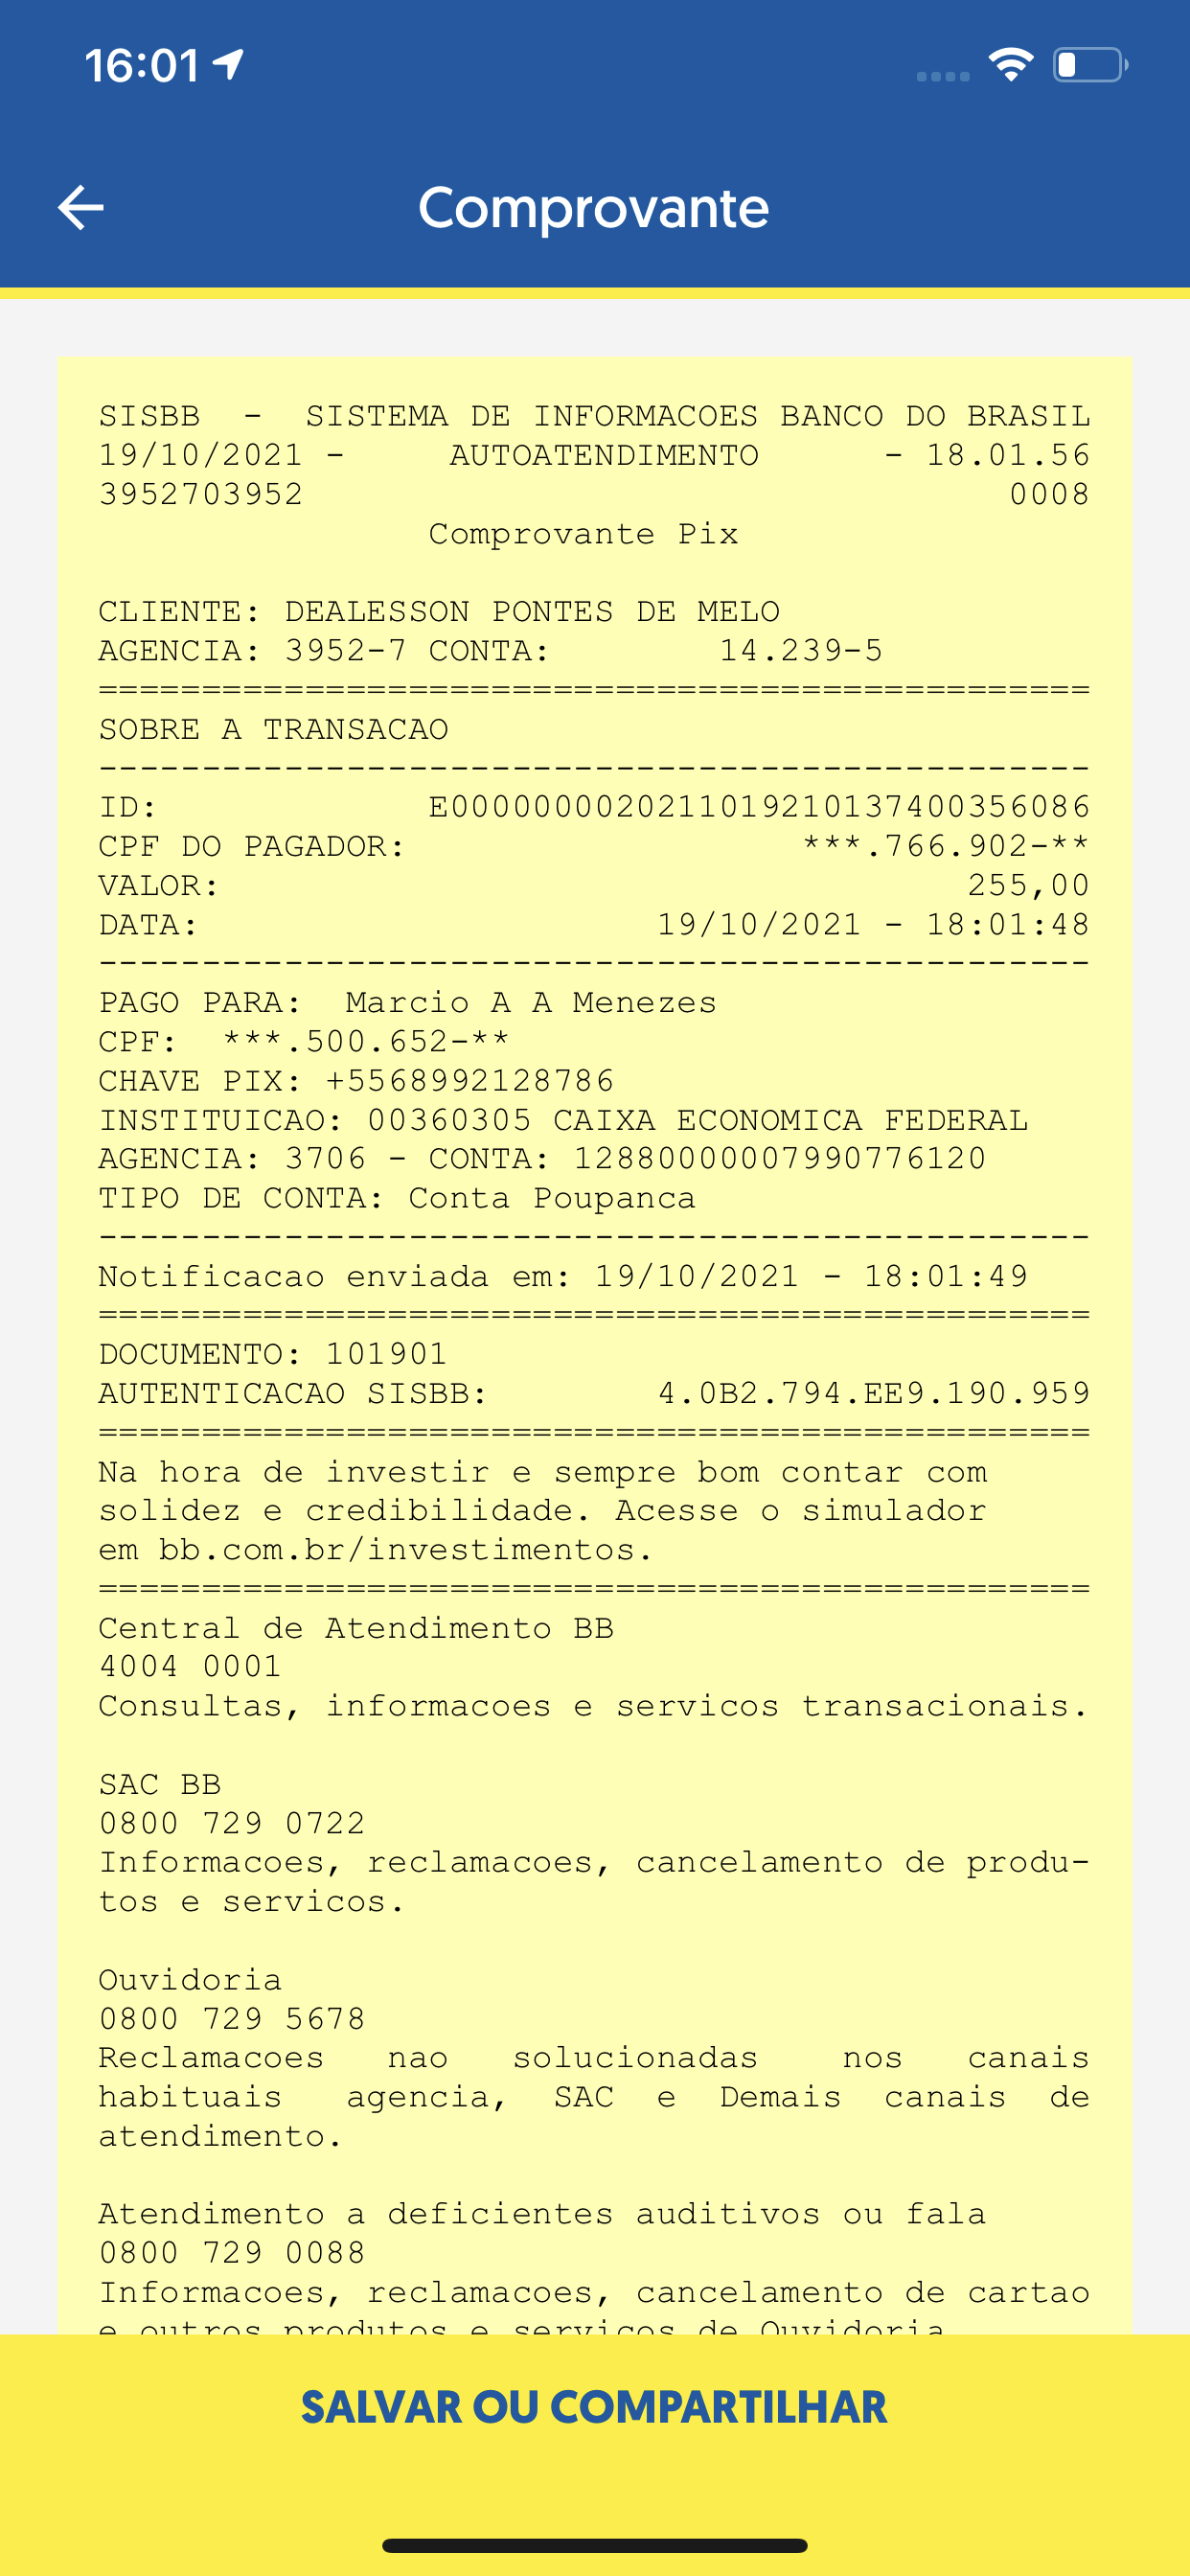 16:01
Comprovante
SISBB - SISTEMA DE INFORMACOES BANCO DO BRASIL
19/10/2021 - AUTOATENDIMENTO - 18.01.56
3952703952 0008
Comprovante Pix
CLIENTE: DEALESSON PONTES DE MELO
AGENCIA: 3952-7 CONTA: 14.239-5
================================================
SOBRE A TRANSACAO
------------------------------------------------
ID: E0000000020211019210137400356086
CPF DO PAGADOR: ***.766.902-**
VALOR: 255,00
DATA: 19/10/2021 - 18:01:48
------------------------------------------------
PAGO PARA: Marcio A A Menezes
CPF: ***.500.652-**
CHAVE PIX: +5568992128786
INSTITUICAO: 00360305 CAIXA ECONOMICA FEDERAL
AGENCIA: 3706 - CONTA: 12880000007990776120
TIPO DE CONTA: Conta Poupanca
------------------------------------------------
Notificacao enviada em: 19/10/2021 - 18:01:49
================================================
DOCUMENTO: 101901
AUTENTICACAO SISBB: 4.0B2.794.EE9.190.959
================================================
Na hora de investir e sempre bom contar com
solidez e credibilidade. Acesse o simulador
em bb.com.br/investimentos.
================================================
Central de Atendimento BB
4004 0001
Consultas, informacoes e servicos transacionais.
SAC BB
0800 729 0722
Informacoes, reclamacoes, cancelamento de produ-
tos e servicos.
Ouvidoria
0800 729 5678
Reclamacoes nao solucionadas nos canais
habituais agencia, SAC e Demais canais de
atendimento.
Atendimento a deficientes auditivos ou fala
0800 729 0088
Informacoes, reclamacoes, cancelamento de cartao
e outros produtos e servicos de Ouvidoria
SALVAR OU COMPARTILHAR